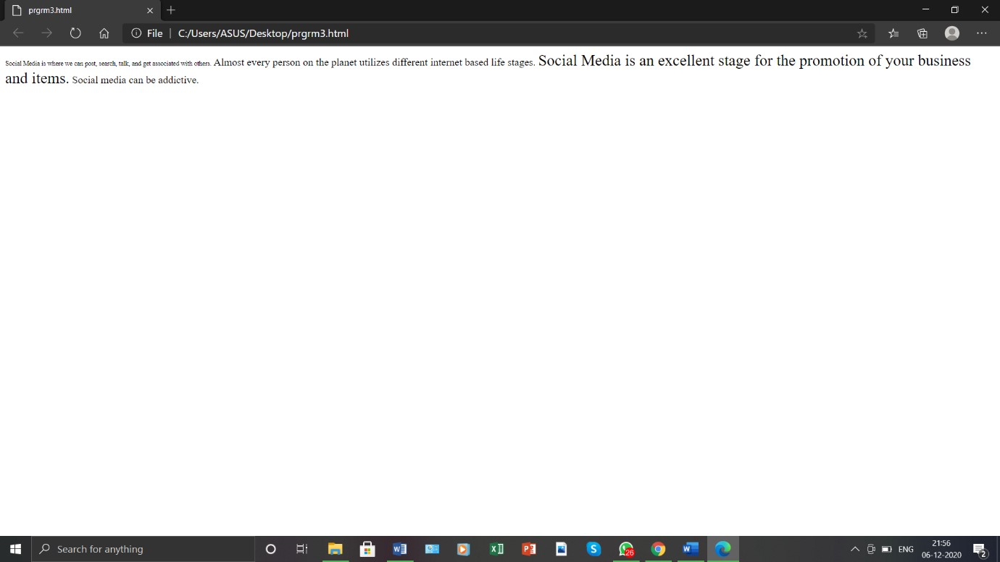 prgrm3.html
File | C:/Users/ASUS/Desktop/prgrm3.html
Social Media is where we can post, search, talk, and get associated with others. Almost every person on the planet utilizes different internet based life stages. Social Media is an excellent stage for the promotion of your business
and items. Social media can be addictive.
Search for anything
26
ENG
21:56
06-12-2020
2